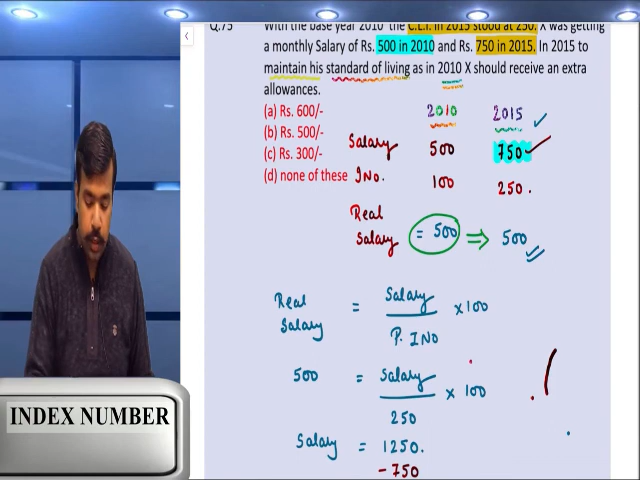 Q.75 With the base year 2010 the C.L.I. in 2015 stood at 250. X was getting
a monthly Salary of Rs. 500 in 2010 and Rs. 750 in 2015. In 2015 to
maintain his standard of living as in 2010 X should receive an extra
allowances.
(a) Rs. 600/-
(b) Rs. 500/-
(c) Rs. 300/-
(d) none of these
2010 2015
Salary 500 750
INo. 100 250.
Real
Salary = 500 ⇒ 500
Real
Salary = Salary / P. INO × 100
500 = Salary / 250 × 100
Salary = 1250.
- 750
INDEX NUMBER